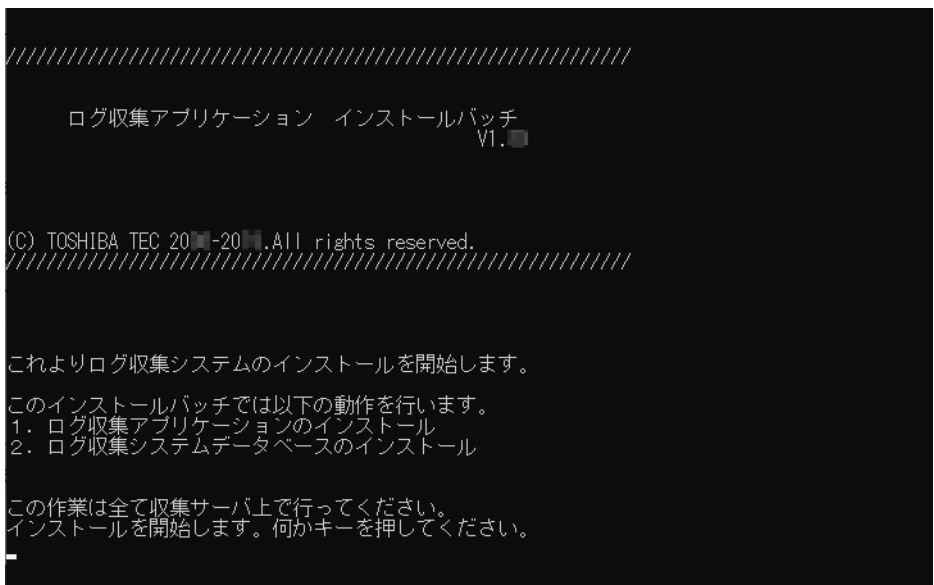 //////////////////////////////////////////////////////////////
ログ収集アプリケーション　インストールバッチ
V1.
(C) TOSHIBA TEC 20 -20 .All rights reserved.
//////////////////////////////////////////////////////////////
これよりログ収集システムのインストールを開始します。
このインストールバッチでは以下の動作を行います。
1. ログ収集アプリケーションのインストール
2. ログ収集システムデータベースのインストール
この作業は全て収集サーバ上で行ってください。
インストールを開始します。何かキーを押してください。